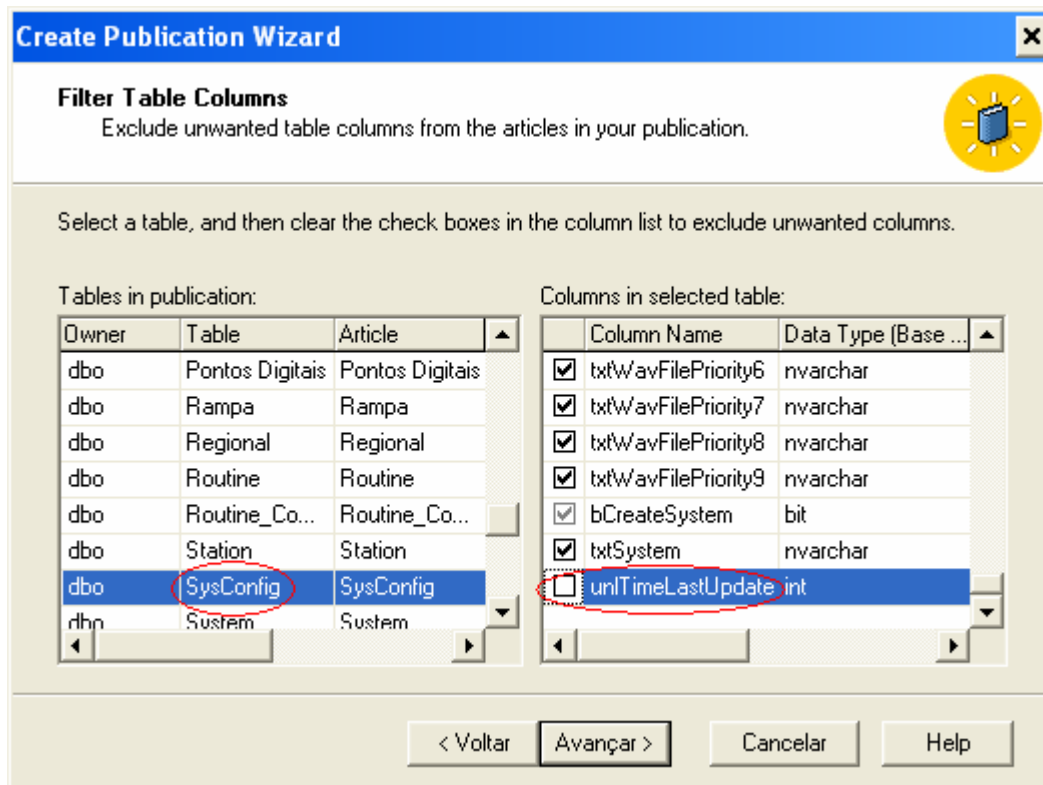 Create Publication Wizard
Filter Table Columns
Exclude unwanted table columns from the articles in your publication.
Select a table, and then clear the check boxes in the column list to exclude unwanted columns.
Tables in publication:
Owner Table Article
dbo Pontos Digitais Pontos Digitais
dbo Rampa Rampa
dbo Regional Regional
dbo Routine Routine
dbo Routine_Co... Routine_Co...
dbo Station Station
dbo SysConfig SysConfig
dbo System System
Columns in selected table:
Column Name Data Type (Base ...
txtWavFilePriority6 nvarchar
txtWavFilePriority7 nvarchar
txtWavFilePriority8 nvarchar
txtWavFilePriority9 nvarchar
bCreateSystem bit
txtSystem nvarchar
unlTimeLastUpdate int
< Voltar Avançar > Cancelar Help